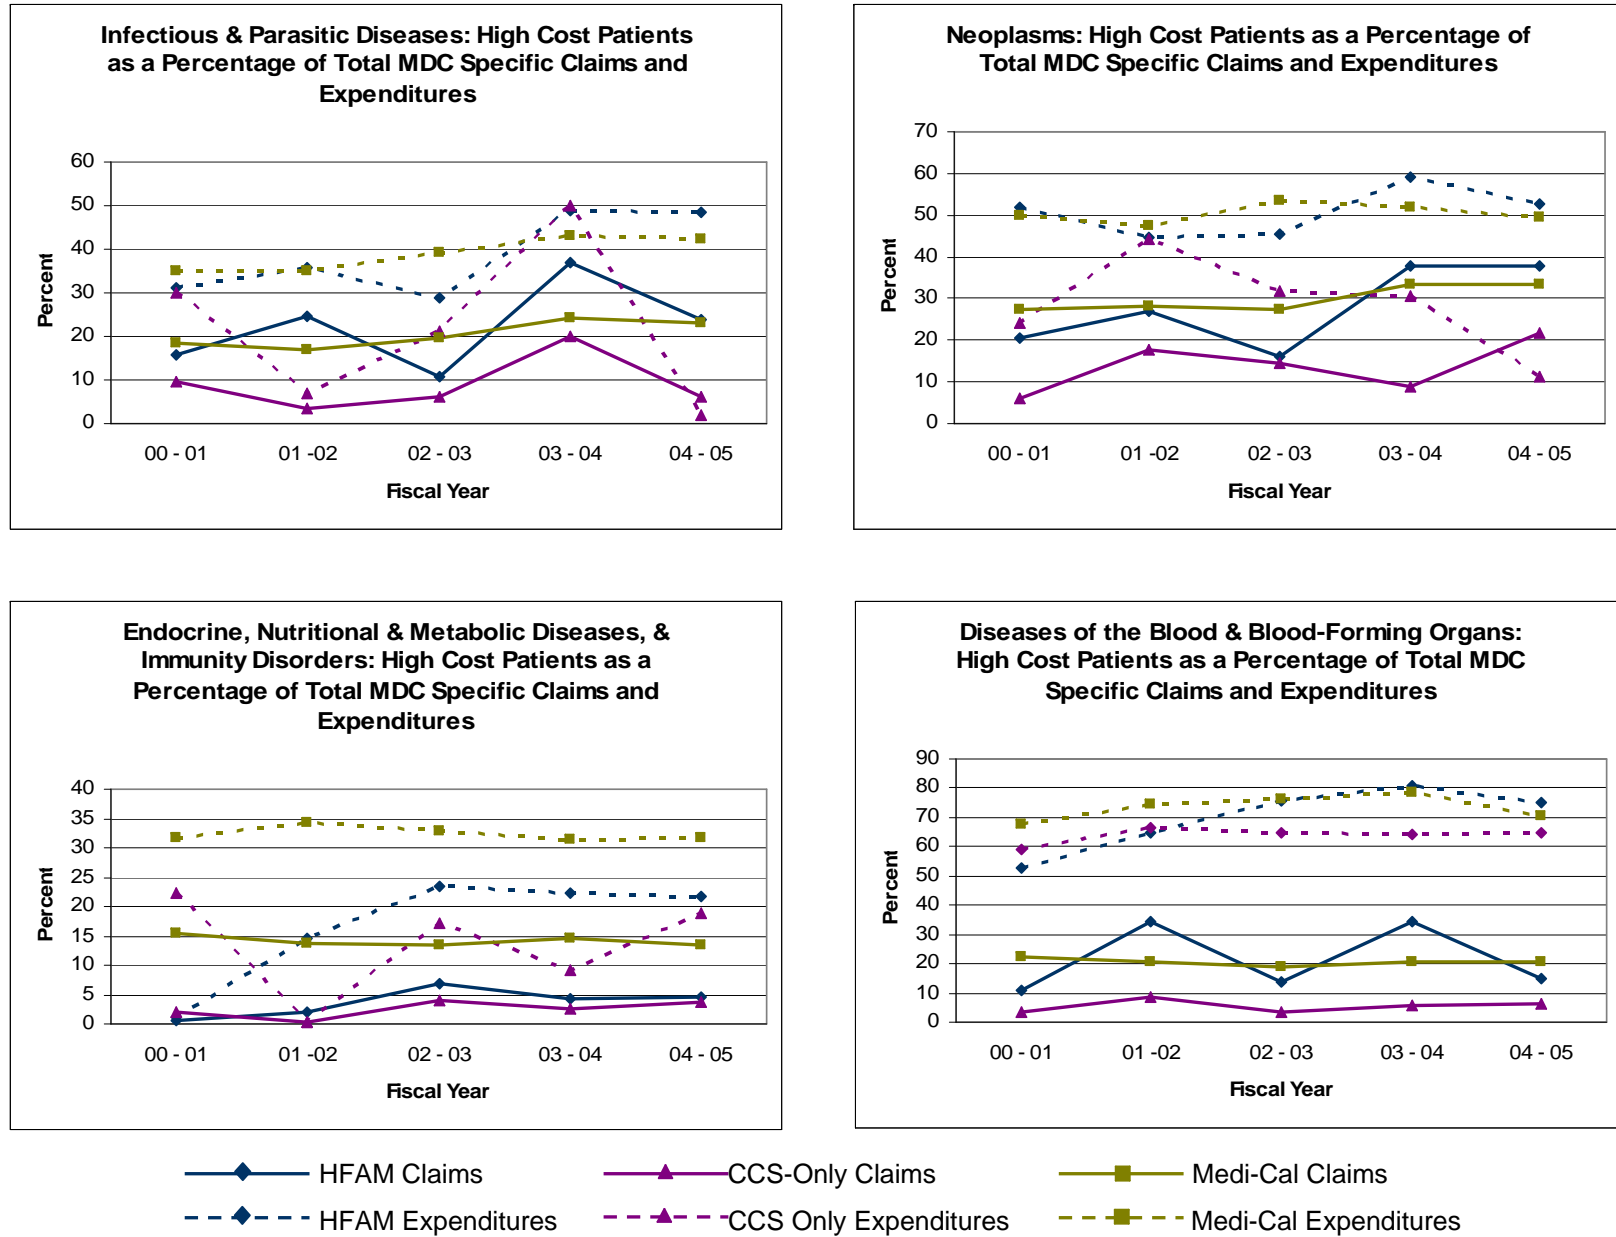 Infectious & Parasitic Diseases: High Cost Patients
as a Percentage of Total MDC Specific Claims and
Expenditures
60
50
40
30
20
10
0
Percent
00 - 01 01 -02 02 - 03 03 - 04 04 - 05
Fiscal Year
Neoplasms: High Cost Patients as a Percentage of
Total MDC Specific Claims and Expenditures
70
60
50
40
30
20
10
0
Percent
00 - 01 01 -02 02 - 03 03 - 04 04 - 05
Fiscal Year
Endocrine, Nutritional & Metabolic Diseases, &
Immunity Disorders: High Cost Patients as a
Percentage of Total MDC Specific Claims and
Expenditures
40
35
30
25
20
15
10
5
0
Percent
00 - 01 01 -02 02 - 03 03 - 04 04 - 05
Fiscal Year
Diseases of the Blood & Blood-Forming Organs:
High Cost Patients as a Percentage of Total MDC
Specific Claims and Expenditures
90
80
70
60
50
40
30
20
10
0
Percent
00 - 01 01 -02 02 - 03 03 - 04 04 - 05
Fiscal Year
HFAM Claims CCS-Only Claims Medi-Cal Claims
HFAM Expenditures CCS Only Expenditures Medi-Cal Expenditures